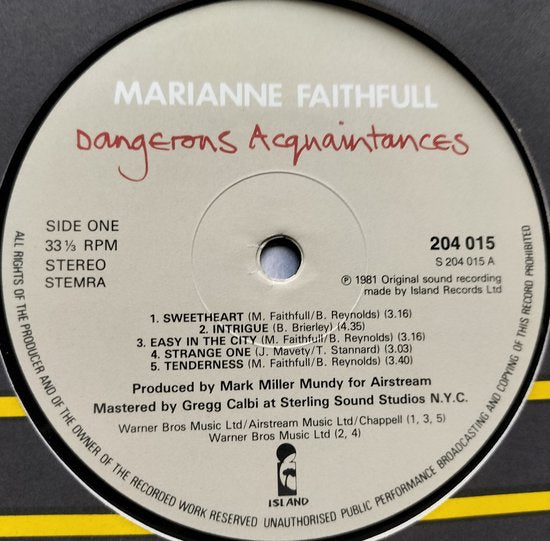 MARIANNE FAITHFULL
Dangerous Acquaintances
SIDE ONE
33⅓ RPM
STEREO
STEMRA
204 015
S 204 015 A
℗ 1981 Original sound recording
made by Island Records Ltd
1. SWEETHEART (M. Faithfull/B. Reynolds) (3.16)
2. INTRIGUE (B. Brierley) (4.35)
3. EASY IN THE CITY (M. Faithfull/B. Reynolds) (3.16)
4. STRANGE ONE (J. Mavety/T. Stannard) (3.03)
5. TENDERNESS (M. Faithfull/B. Reynolds) (3.40)
Produced by Mark Miller Mundy for Airstream
Mastered by Gregg Calbi at Sterling Sound Studios N.Y.C.
Warner Bros Music Ltd/Airstream Music Ltd/Chappell (1, 3, 5)
Warner Bros Music Ltd (2, 4)
ISLAND
ALL RIGHTS OF THE PRODUCER AND OF THE OWNER OF THE RECORDED WORK RESERVED UNAUTHORISED PUBLIC PERFORMANCE BROADCASTING AND COPYING OF THIS RECORD PROHIBITED